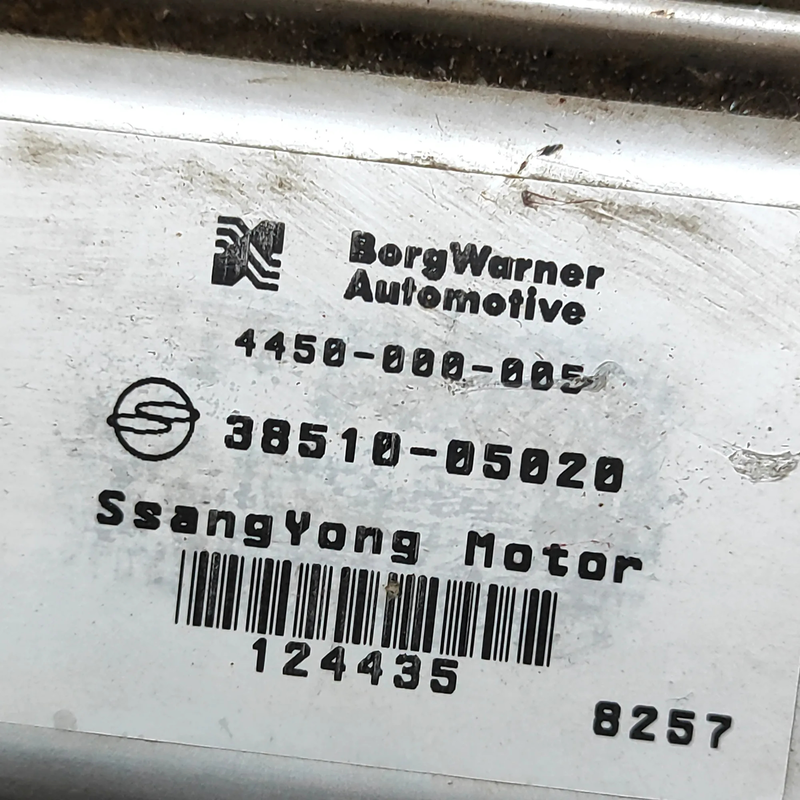 BorgWarner
Automotive
4450-000-005
38510-05020
SsangYong Motor
124435
8257